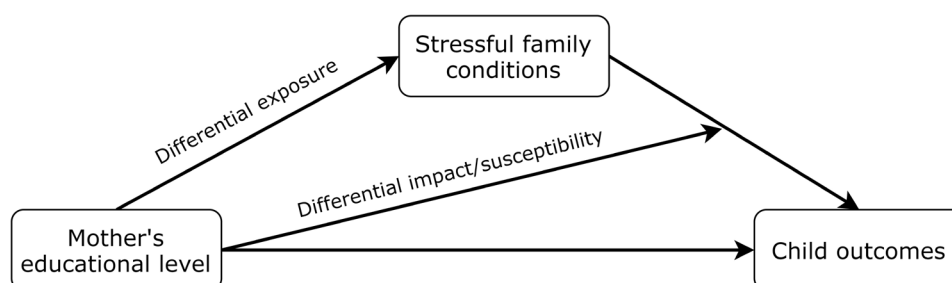 Stressful family
conditions
Differential exposure
Differential impact/susceptibility
Mother's
educational level
Child outcomes